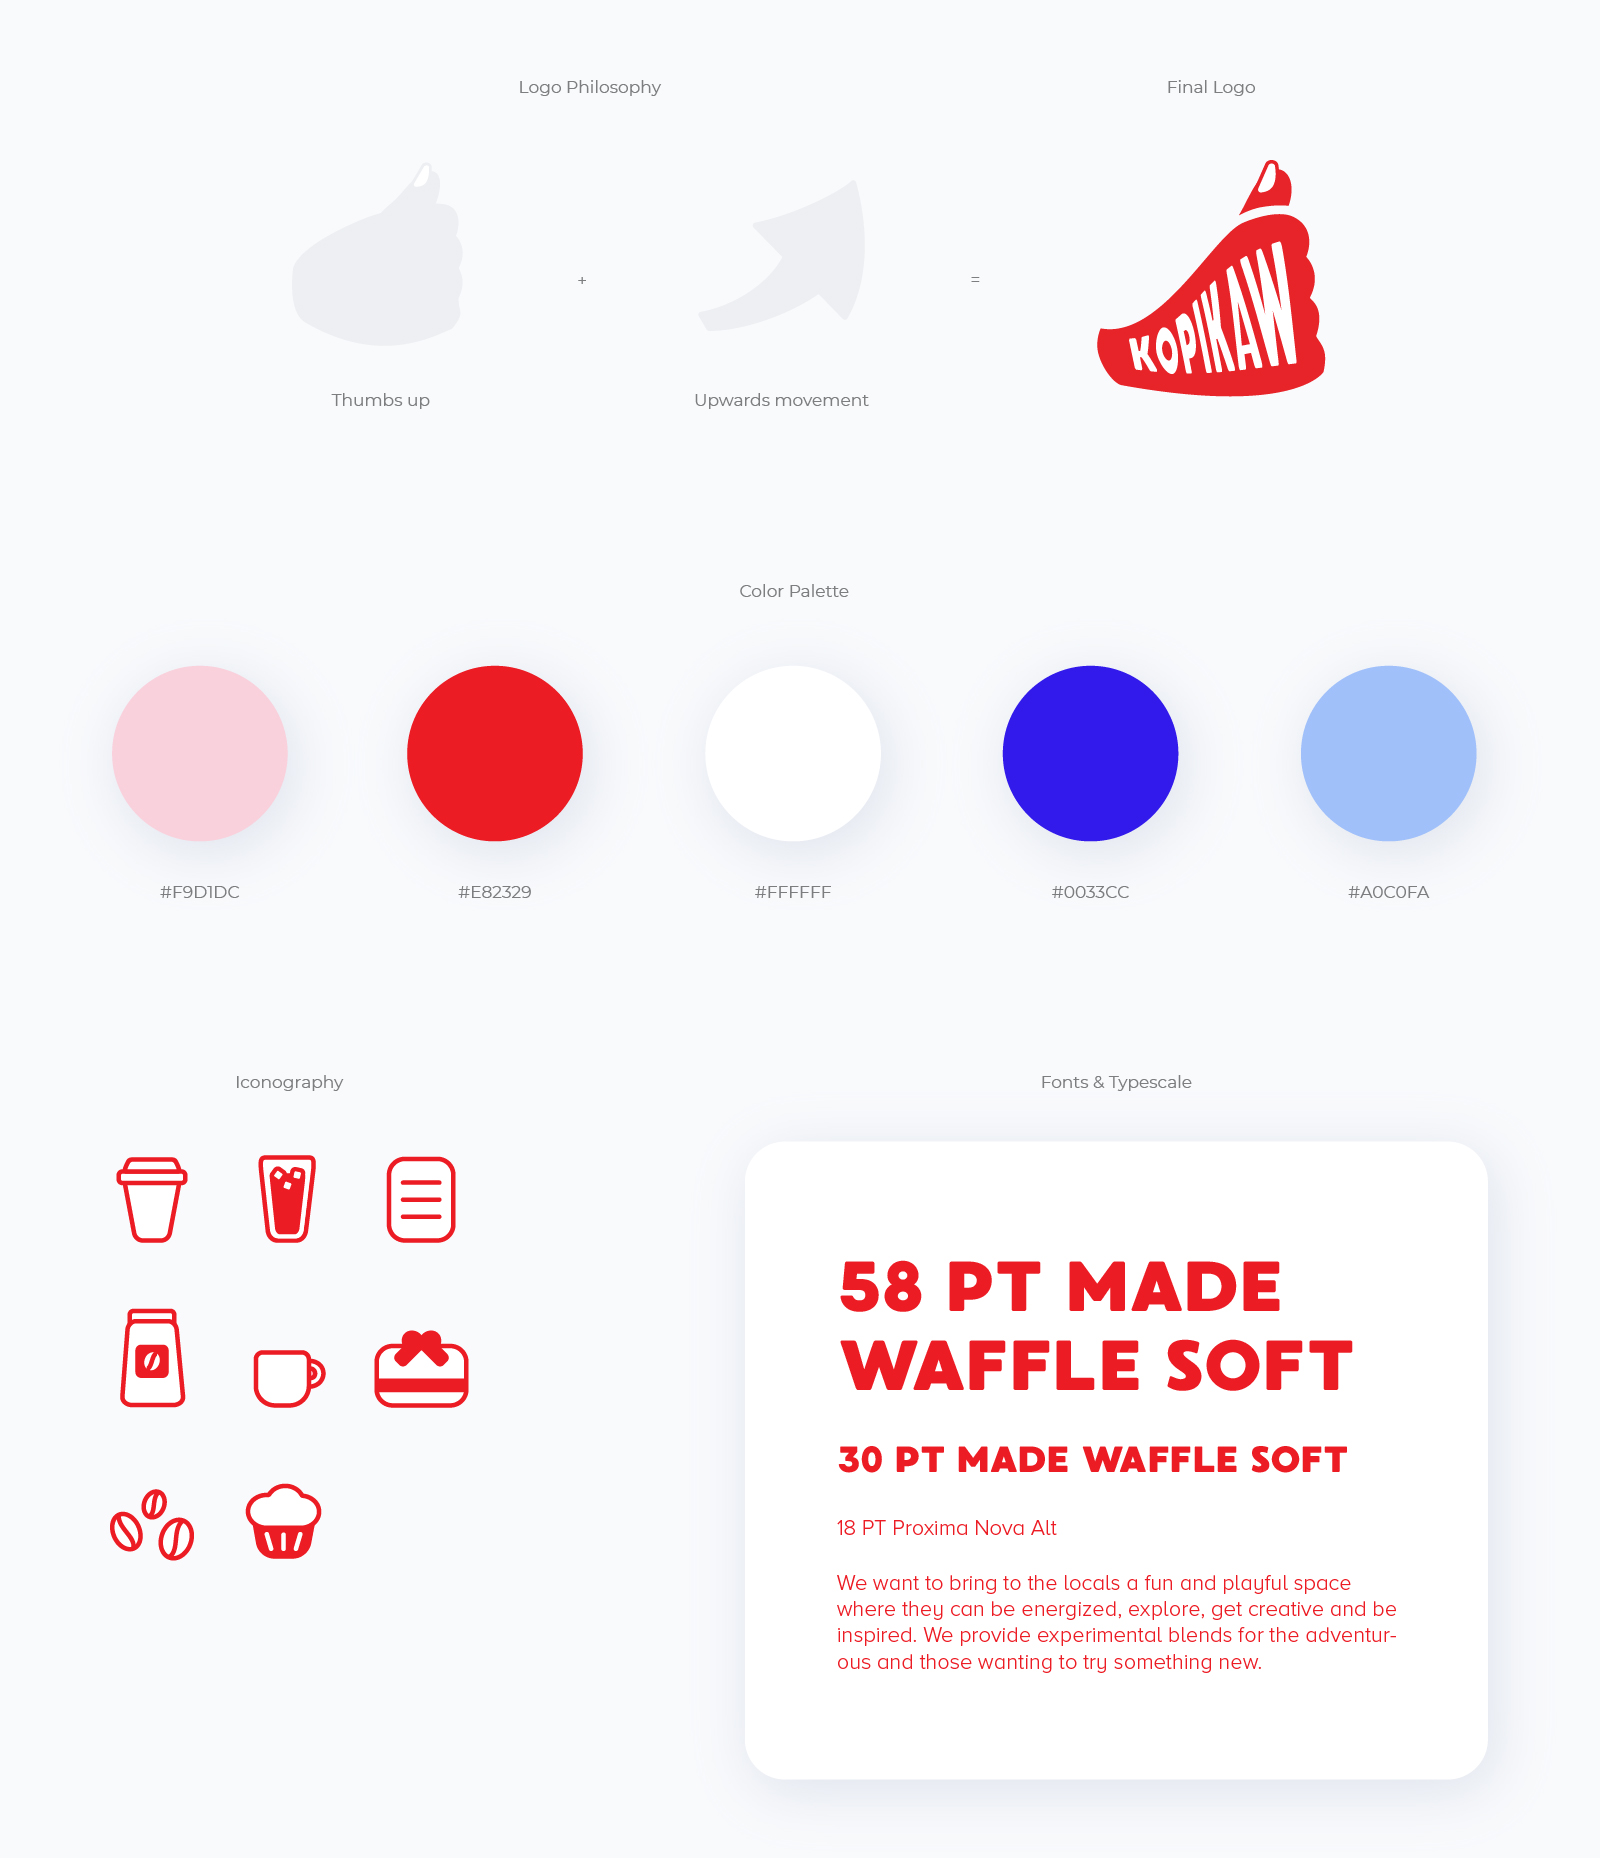 Logo Philosophy
Final Logo
+
=
KOPIKAW
Thumbs up
Upwards movement
Color Palette
#F9D1DC
#E82329
#FFFFFF
#0033CC
#A0C0FA
Iconography
Fonts & Typescale
58 PT MADE
WAFFLE SOFT
30 PT MADE WAFFLE SOFT
18 PT Proxima Nova Alt
We want to bring to the locals a fun and playful space
where they can be energized, explore, get creative and be
inspired. We provide experimental blends for the adventur-
ous and those wanting to try something new.